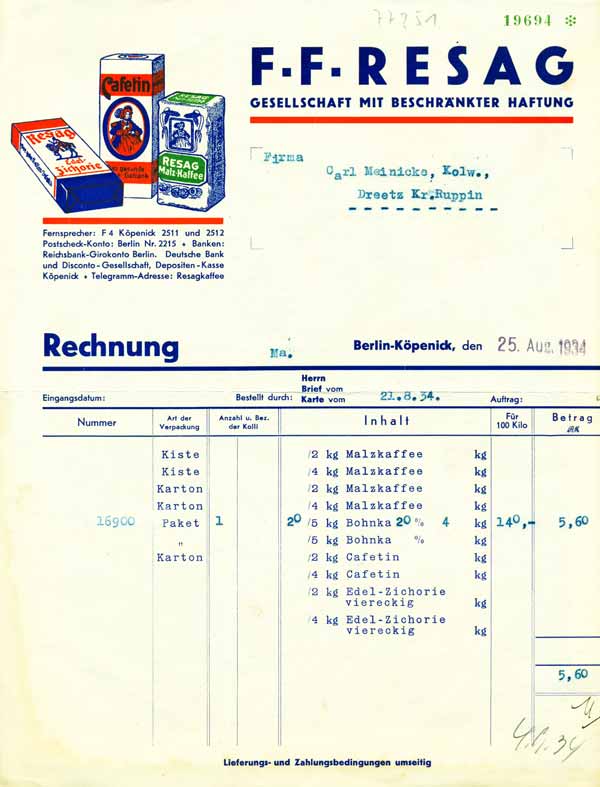 77251
19694 ❇
F·F·RESAG
GESELLSCHAFT MIT BESCHRÄNKTER HAFTUNG
Cafetin
Resag
Edel-
Zichorie
RESAG
Malz-Kaffee
Firma
Carl Meinicke, Kolw.,
Dreetz Kr.Ruppin
Fernsprecher: F 4 Köpenick 2511 und 2512
Postscheck-Konto: Berlin Nr. 2215 • Banken:
Reichsbank-Girokonto Berlin. Deutsche Bank
und Disconto-Gesellschaft, Depositen-Kasse
Köpenick • Telegramm-Adresse: Resagkaffee
Rechnung Ma. Berlin-Köpenick, den 25. Aug. 1934
Eingangsdatum: Bestellt durch: Herrn Brief vom Karte vom 21.8.34. Auftrag:
Nummer Art der Verpackung Anzahl u. Bez. der Kolli Inhalt Für 100 Kilo Betrag RM
Kiste /2 kg Malzkaffee kg
Kiste /4 kg Malzkaffee kg
Karton /2 kg Malzkaffee kg
Karton /4 kg Malzkaffee kg
16900 Paket 1 20 /5 kg Bohnka 20 % 4 kg 140,- 5,60
" /5 kg Bohnka % kg
Karton /2 kg Cafetin kg
/4 kg Cafetin kg
/2 kg Edel-Zichorie
viereckig kg
/4 kg Edel-Zichorie
viereckig kg
5,60
4.9.34
Lieferungs- und Zahlungsbedingungen umseitig